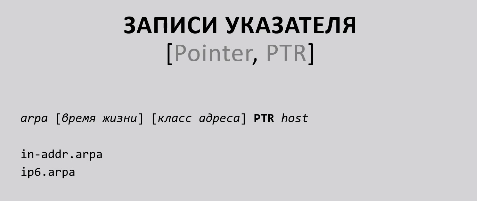 ЗАПИСИ УКАЗАТЕЛЯ
[Pointer, PTR]
arpa [время жизни] [класс адреса] PTR host
in-addr.arpa
ip6.arpa